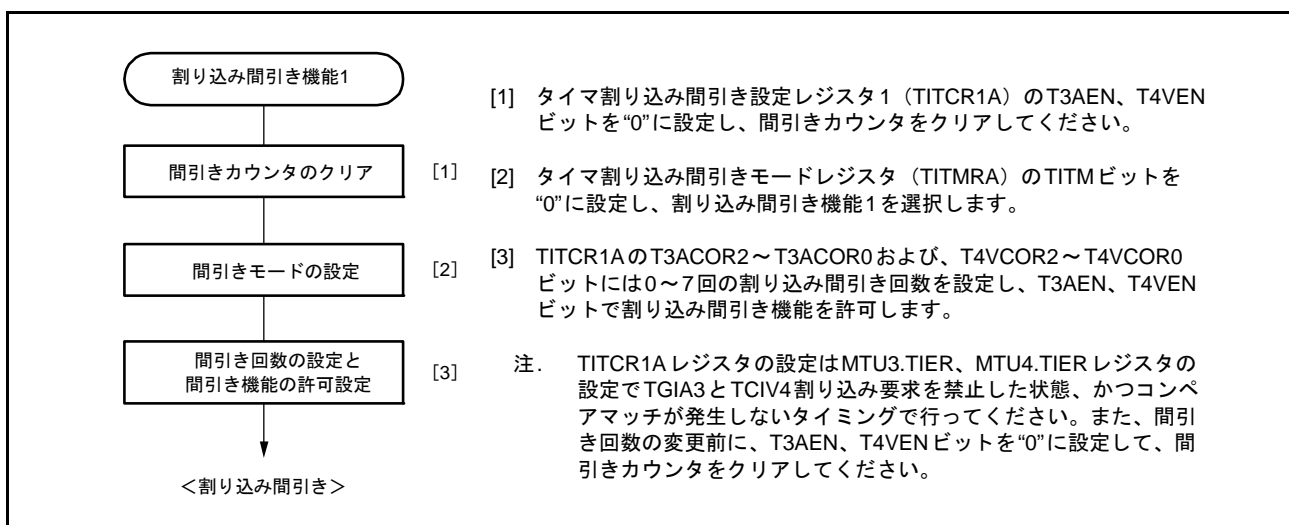 割り込み間引き機能1
間引きカウンタのクリア
[1]
間引きモードの設定
[2]
間引き回数の設定と
間引き機能の許可設定
[3]
＜割り込み間引き＞
[1] タイマ割り込み間引き設定レジスタ1（TITCR1A）のT3AEN、T4VEN
ビットを“0”に設定し、間引きカウンタをクリアしてください。
[2] タイマ割り込み間引きモードレジスタ（TITMRA）のTITMビットを
“0”に設定し、割り込み間引き機能1を選択します。
[3] TITCR1AのT3ACOR2～T3ACOR0および、T4VCOR2～T4VCOR0
ビットには0～7回の割り込み間引き回数を設定し、T3AEN、T4VEN
ビットで割り込み間引き機能を許可します。
注． TITCR1Aレジスタの設定はMTU3.TIER、MTU4.TIERレジスタの
設定でTGIA3とTCIV4割り込み要求を禁止した状態、かつコンペ
アマッチが発生しないタイミングで行ってください。また、間引
き回数の変更前に、T3AEN、T4VENビットを“0”に設定して、間
引きカウンタをクリアしてください。